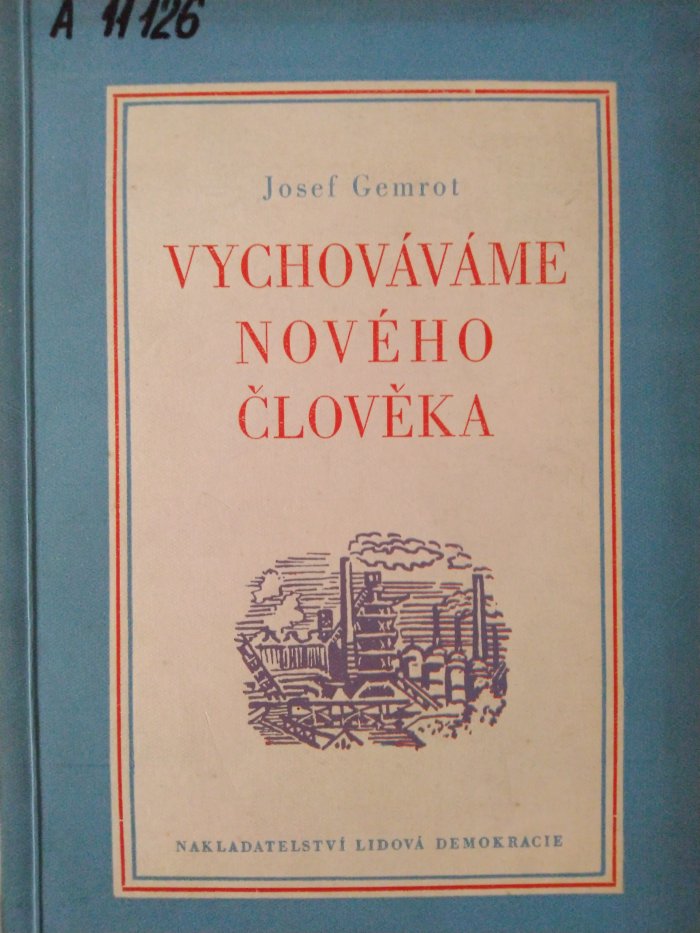 A 11126
Josef Gemrot
VYCHOVÁVÁME
NOVÉHO
ČLOVĚKA
NAKLADATELSTVÍ LIDOVÁ DEMOKRACIE